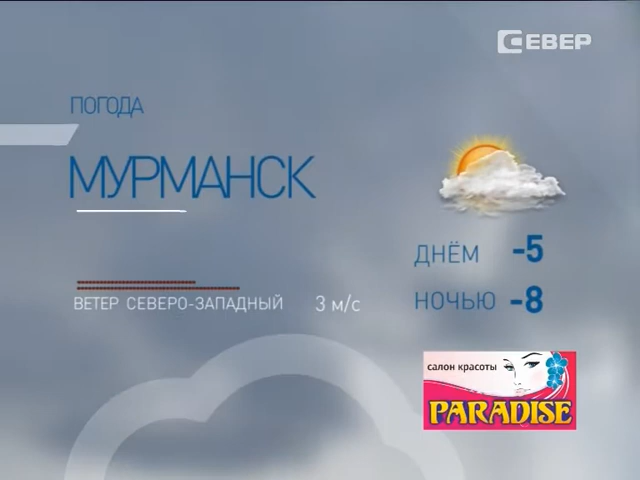 СЕВЕР
ПОГОДА
МУРМАНСК
ДНЁМ -5
НОЧЬЮ -8
ВЕТЕР СЕВЕРО-ЗАПАДНЫЙ 3 м/с
салон красоты
PARADISE